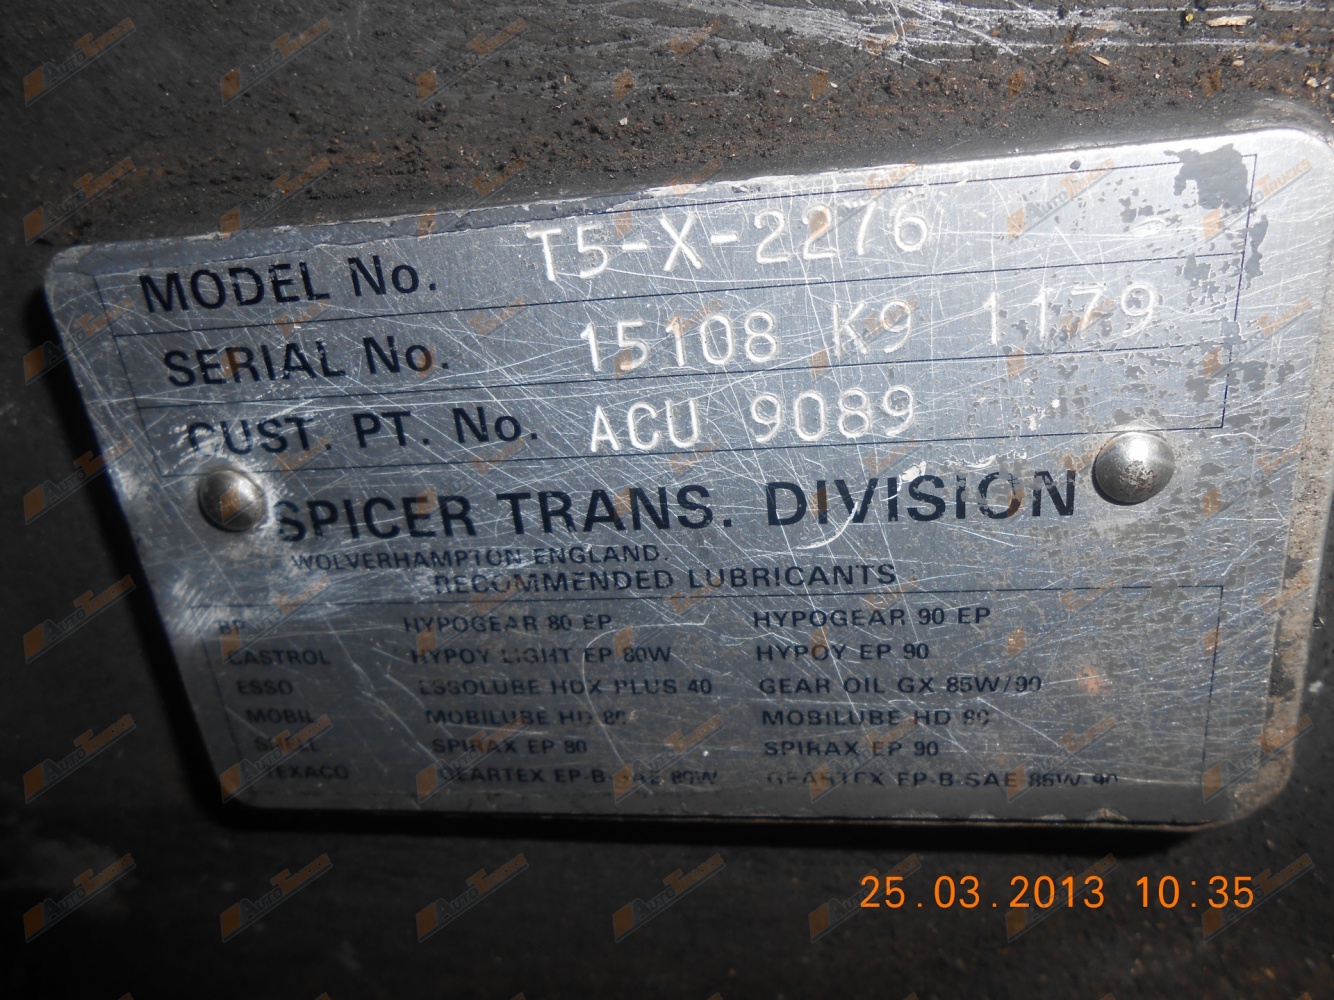 MODEL No. T5-X-2276
SERIAL No. 15108 K9 1179
CUST. PT. No. ACU 9089
SPICER TRANS. DIVISION
WOLVERHAMPTON ENGLAND.
RECOMMENDED LUBRICANTS
BP HYPOGEAR 80 EP HYPOGEAR 90 EP
CASTROL HYPOY LIGHT EP 80W HYPOY EP 90
ESSO ESSOLUBE HDX PLUS 40 GEAR OIL GX 85W/90
MOBIL MOBILUBE HD MOBILUBE HD
SHELL SPIRAX EP 80 SPIRAX EP 90
TEXACO GEARTEX EP-B-SAE 80W GEARTEX EP-B-SAE 85W-90
25.03.2013 10:35
AutoTrucks